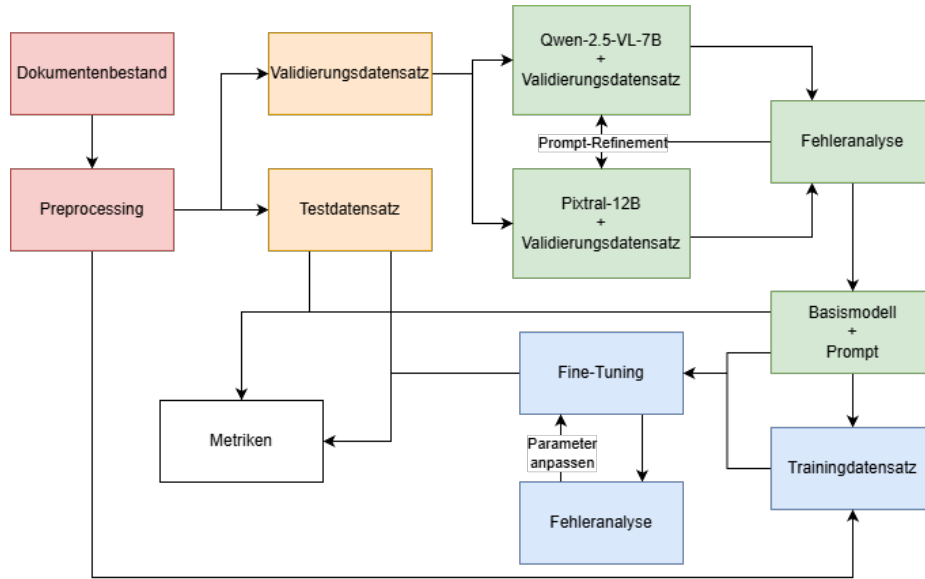 Dokumentenbestand
Validierungsdatensatz
Qwen-2.5-VL-7B
+
Validierungsdatensatz
Fehleranalyse
Prompt-Refinement
Preprocessing
Testdatensatz
Pixtral-12B
+
Validierungsdatensatz
Basismodell
+
Prompt
Fine-Tuning
Metriken
Parameter
anpassen
Trainingdatensatz
Fehleranalyse